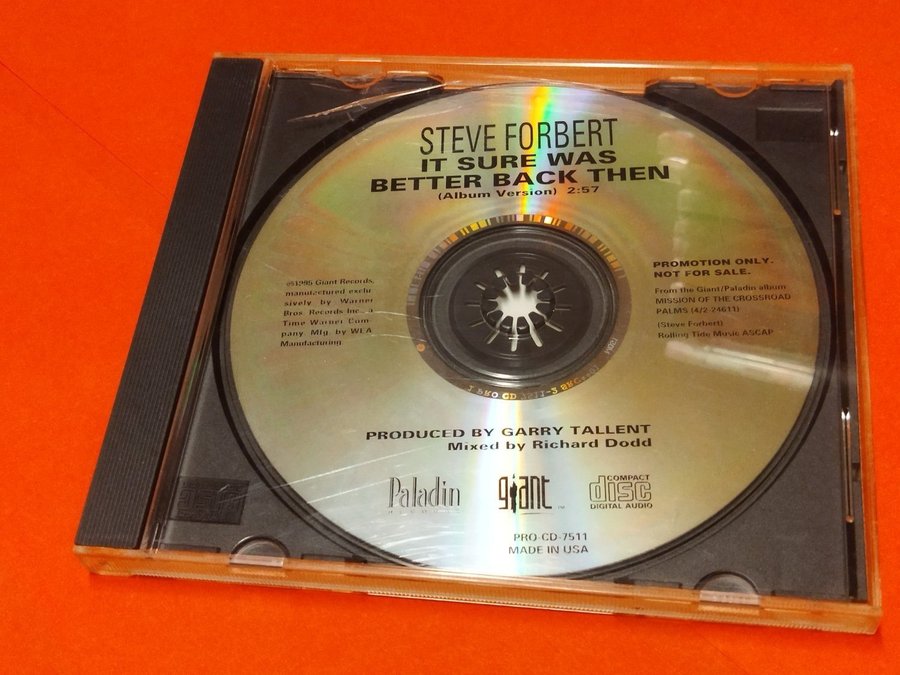 STEVE FORBERT
IT SURE WAS
BETTER BACK THEN
(Album Version) 2:57
℗1995 Giant Records,
manufactured exclu-
sively by Warner
Bros. Records Inc., a
Time Warner Com-
pany. Mfg. by WEA
Manufacturing.
PROMOTION ONLY.
NOT FOR SALE.
From the Giant/Paladin album
MISSION OF THE CROSSROAD
PALMS (4/2-24611)
(Steve Forbert)
Rolling Tide Music ASCAP
PRODUCED BY GARRY TALLENT
Mixed by Richard Dodd
Paladin
RECORDS
giant
TM
COMPACT
disc
DIGITAL AUDIO
PRO-CD-7511
MADE IN USA